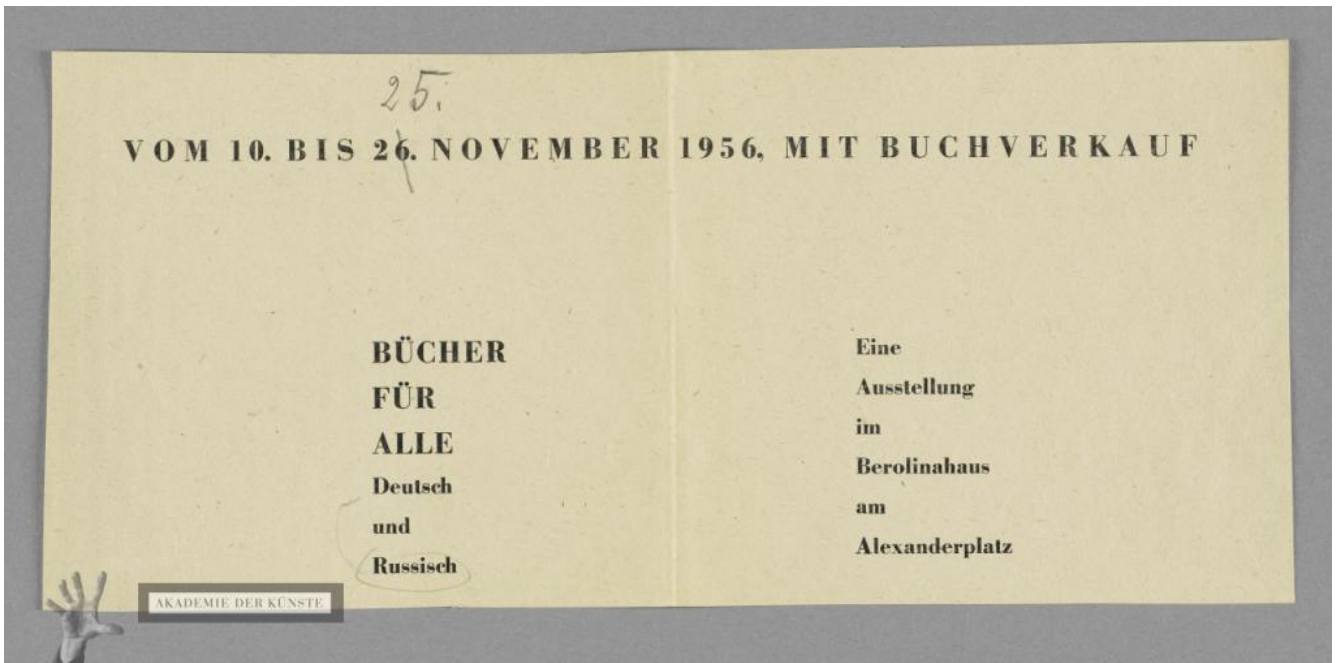 25.
VOM 10. BIS 26. NOVEMBER 1956, MIT BUCHVERKAUF
BÜCHER
FÜR
ALLE
Deutsch
und
Russisch
Eine
Ausstellung
im
Berolinahaus
am
Alexanderplatz
AKADEMIE DER KÜNSTE